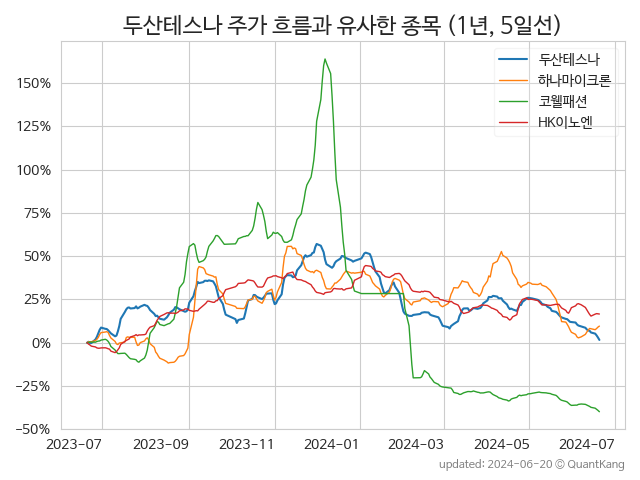 두산테스나 주가 흐름과 유사한 종목 (1년, 5일선)
두산테스나
하나마이크론
코웰패션
HK이노엔
150%
125%
100%
75%
50%
25%
0%
−25%
−50%
2023-07
2023-09
2023-11
2024-01
2024-03
2024-05
2024-07
updated: 2024-06-20 © QuantKang